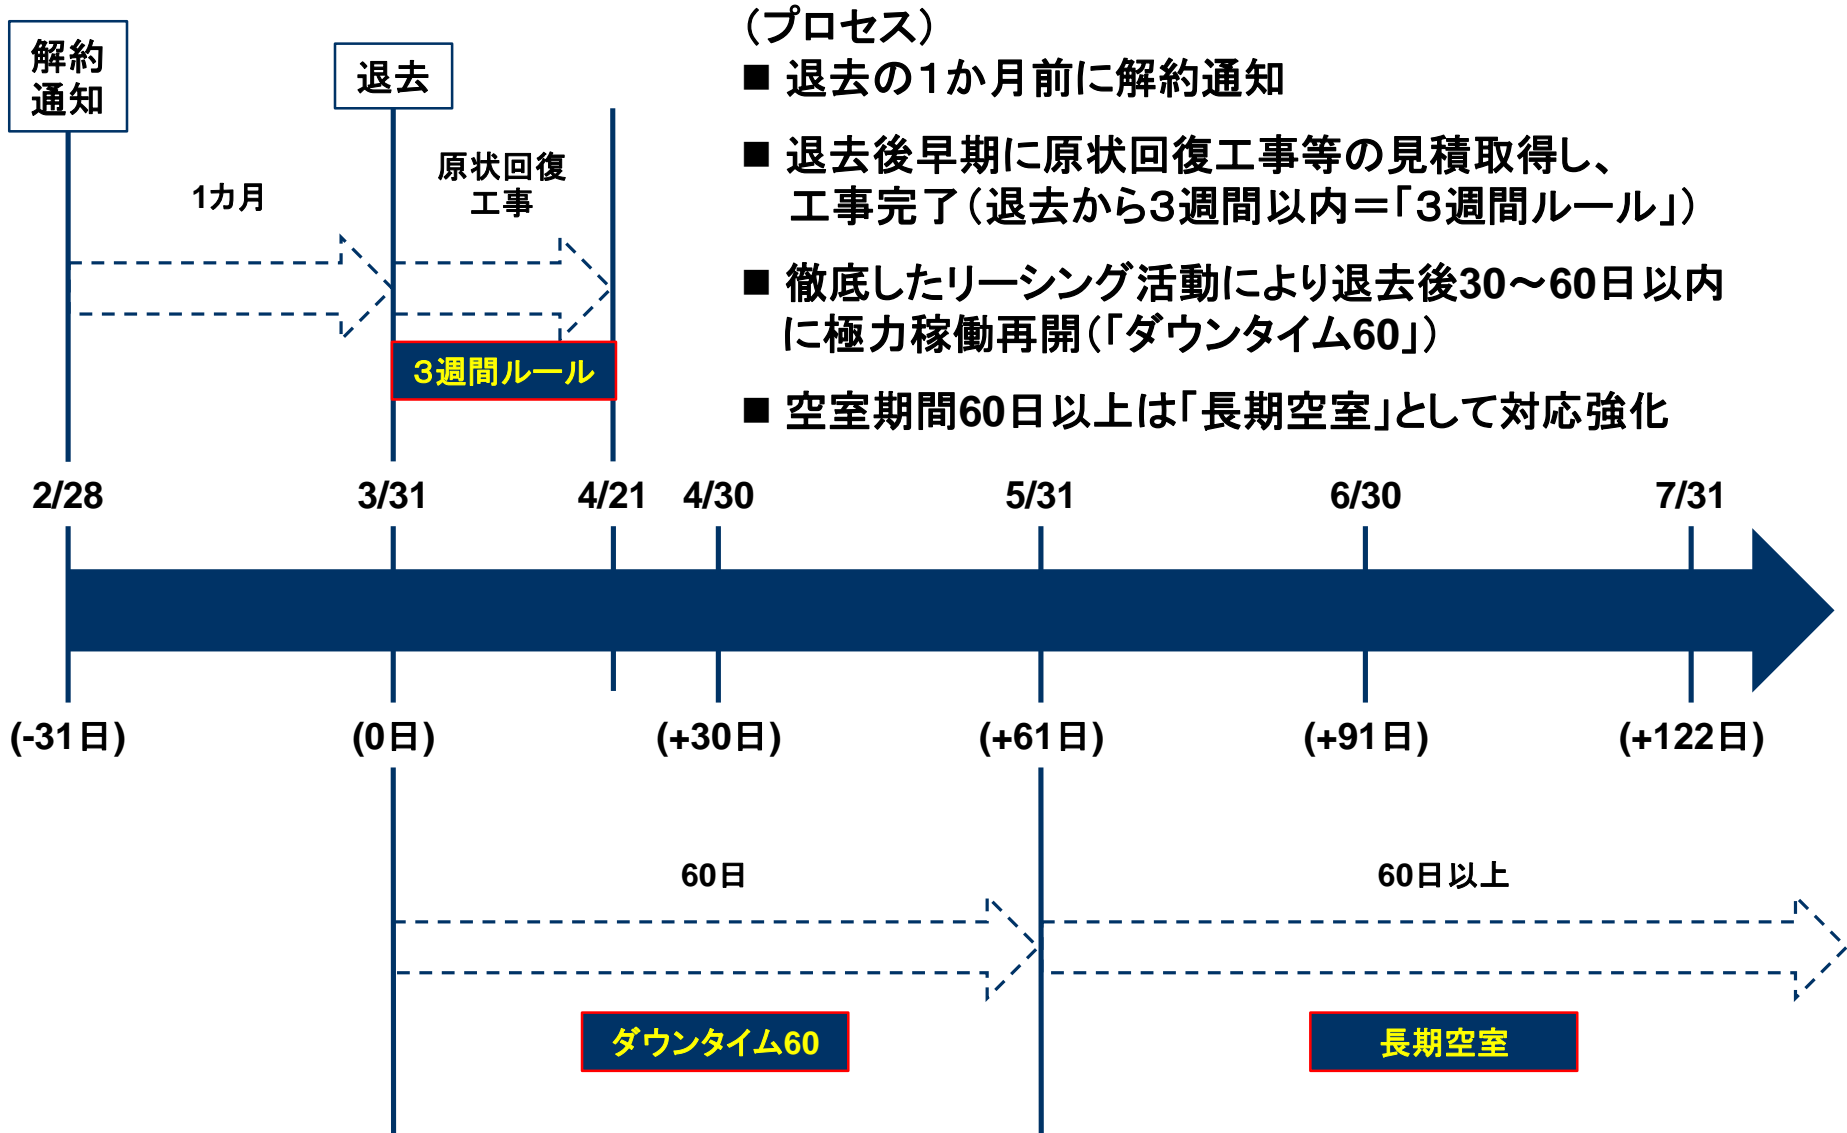 解約
通知
退去
1カ月
原状回復
工事
3週間ルール
（プロセス）
■ 退去の1か月前に解約通知
■ 退去後早期に原状回復工事等の見積取得し、
工事完了（退去から3週間以内＝「3週間ルール」）
■ 徹底したリーシング活動により退去後30～60日以内
に極力稼働再開（「ダウンタイム60」）
■ 空室期間60日以上は「長期空室」として対応強化
2/28 3/31 4/21 4/30 5/31 6/30 7/31
(-31日) (0日) (+30日) (+61日) (+91日) (+122日)
60日 60日以上
ダウンタイム60 長期空室